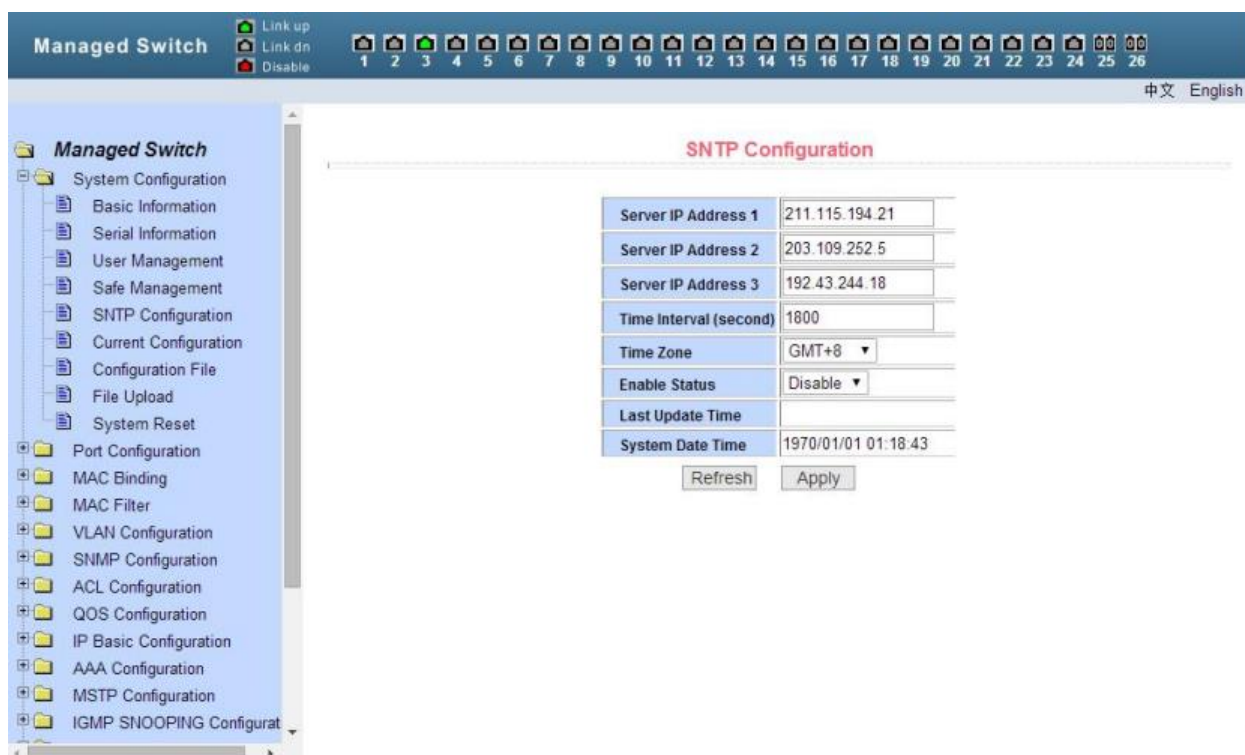 Managed Switch
Link up
Link dn
Disable
1 2 3 4 5 6 7 8 9 10 11 12 13 14 15 16 17 18 19 20 21 22 23 24 25 26
中文 English
Managed Switch
System Configuration
Basic Information
Serial Information
User Management
Safe Management
SNTP Configuration
Current Configuration
Configuration File
File Upload
System Reset
Port Configuration
MAC Binding
MAC Filter
VLAN Configuration
SNMP Configuration
ACL Configuration
QOS Configuration
IP Basic Configuration
AAA Configuration
MSTP Configuration
IGMP SNOOPING Configurat
SNTP Configuration
Server IP Address 1 211.115.194.21
Server IP Address 2 203.109.252.5
Server IP Address 3 192.43.244.18
Time Interval (second) 1800
Time Zone GMT+8
Enable Status Disable
Last Update Time
System Date Time 1970/01/01 01:18:43
Refresh Apply